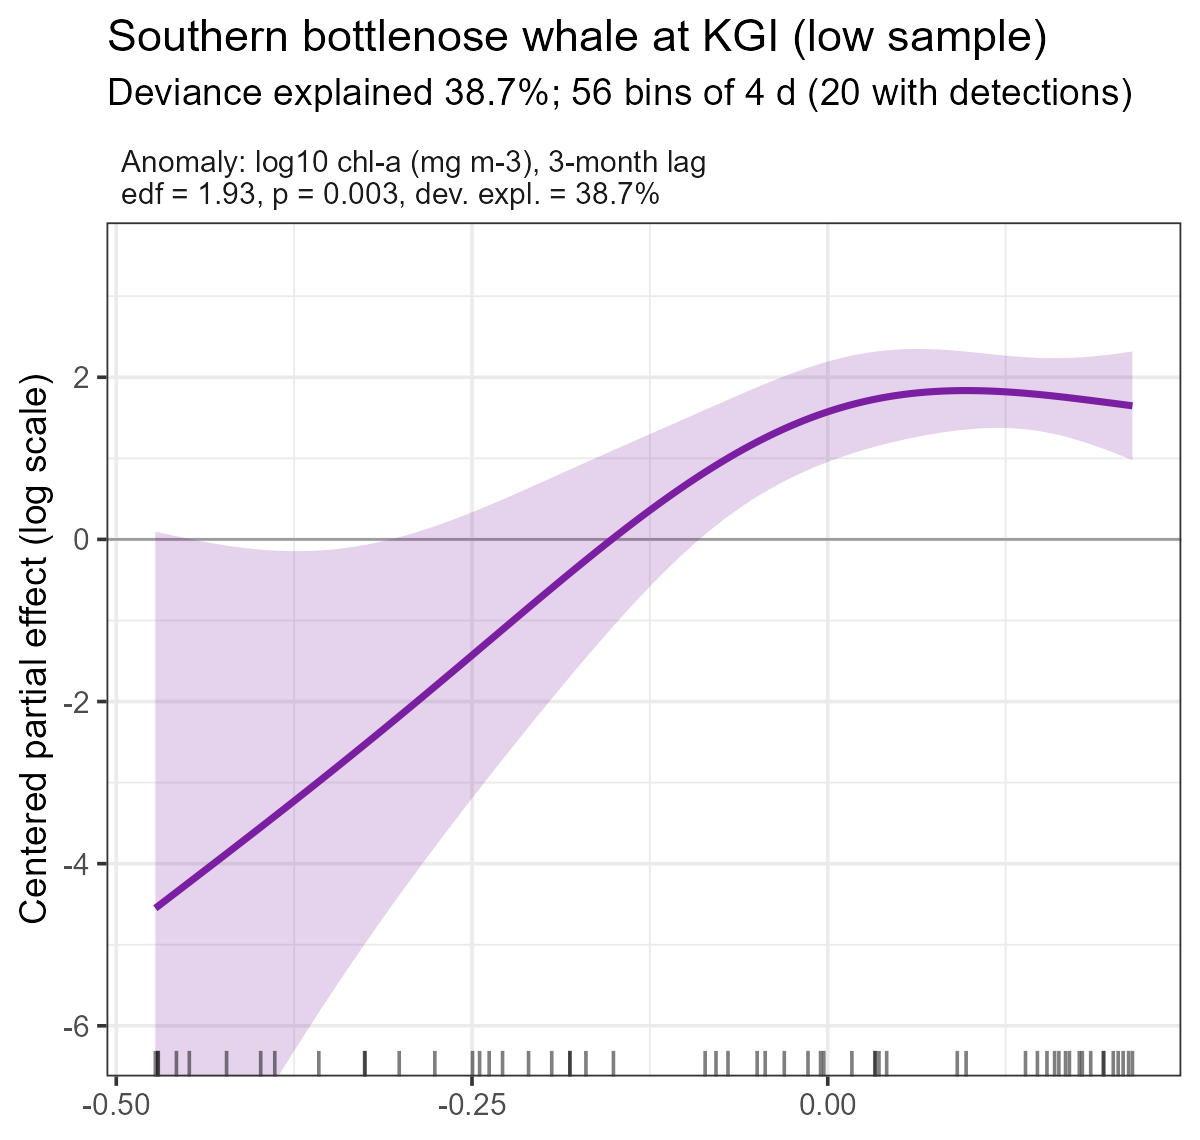 Southern bottlenose whale at KGI (low sample)
Deviance explained 38.7%; 56 bins of 4 d (20 with detections)
Anomaly: log10 chl-a (mg m-3), 3-month lag
edf = 1.93, p = 0.003, dev. expl. = 38.7%
Centered partial effect (log scale)
2
0
-2
-4
-6
-0.50
-0.25
0.00